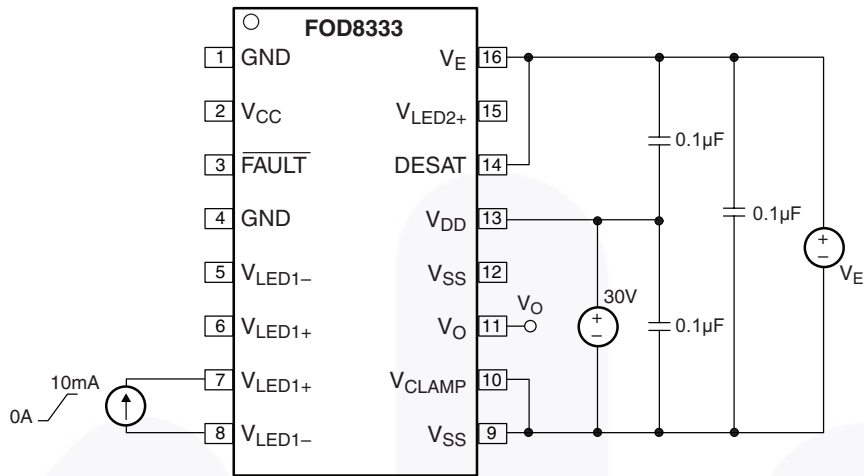 FOD8333
1 GND
2 VCC
3 FAULT
4 GND
5 VLED1–
6 VLED1+
7 VLED1+
8 VLED1–
VE 16
VLED2+ 15
DESAT 14
VDD 13
VSS 12
VO 11
VCLAMP 10
VSS 9
10mA
0A
VO
30V
+
–
0.1µF
0.1µF
0.1µF
+
–
VE